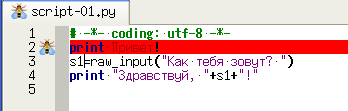 script-01.py
1 # -*- coding: utf-8 -*-
2 print Привет!
3 s1=raw_input("Как тебя зовут? ")
4 print "Здравствуй, "+s1+"!"